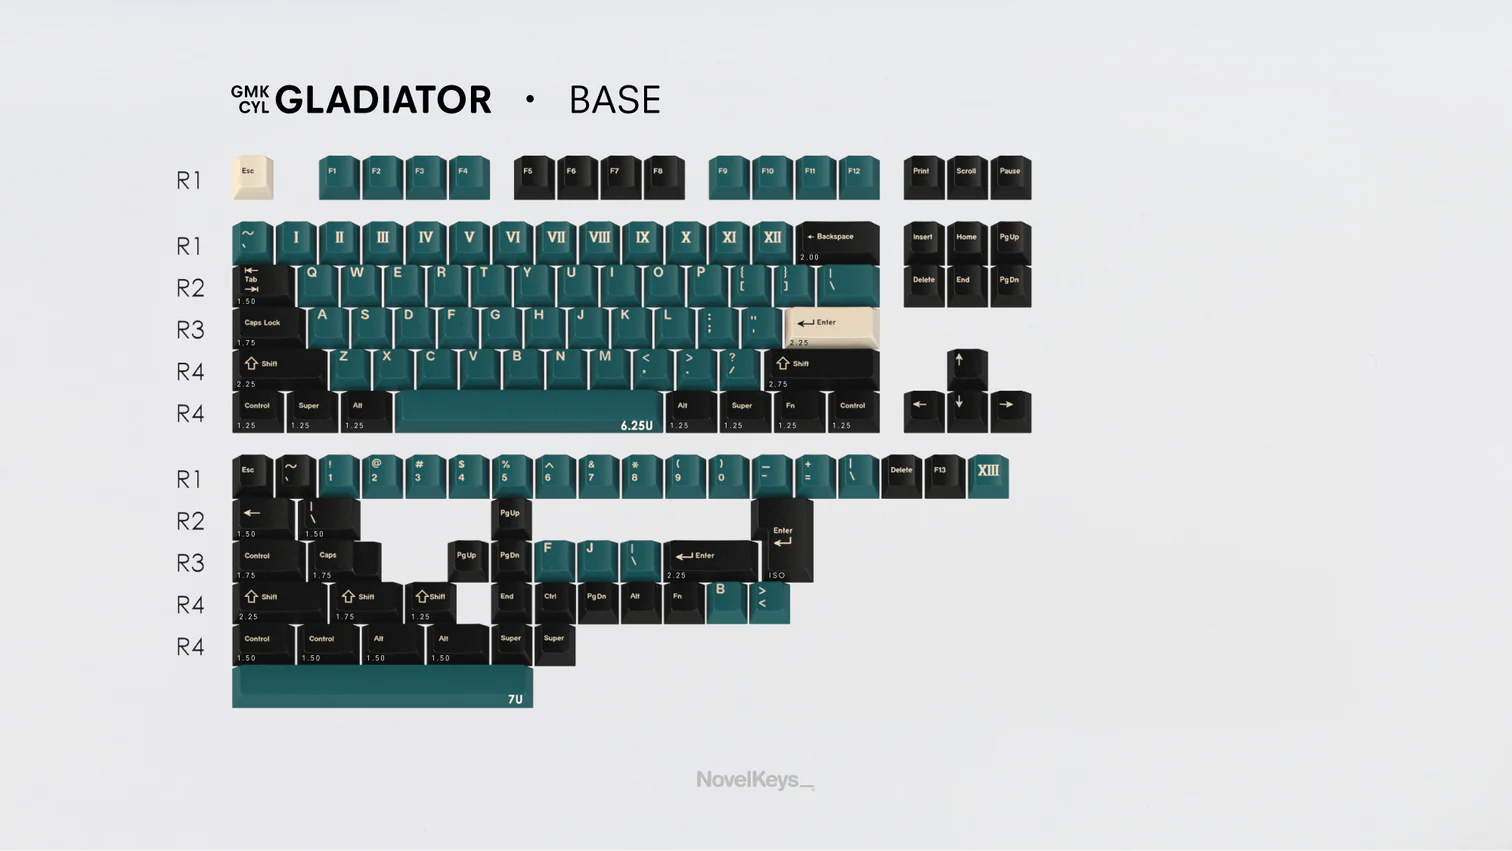 GMK CYL GLADIATOR • BASE
R1 Esc F1 F2 F3 F4 F5 F6 F7 F8 F9 F10 F11 F12 Print Scroll Pause
R1 ~ ` I II III IV V VI VII VIII IX X XI XII ← Backspace 2.00 Insert Home PgUp
R2 ⇤ Tab ⇥ 1.50 Q W E R T Y U I O P { [ } ] | \ Delete End PgDn
R3 Caps Lock 1.75 A S D F G H J K L : ; " ' ↵ Enter 2.25
R4 ⇧ Shift 2.25 Z X C V B N M < , > . ? / ⇧ Shift 2.75 ↑
R4 Control 1.25 Super 1.25 Alt 1.25 6.25U Alt 1.25 Super 1.25 Fn 1.25 Control 1.25 ← ↓ →
R1 Esc ~ ` ! 1 @ 2 # 3 $ 4 % 5 ^ 6 & 7 * 8 ( 9 ) 0 _ - + = | \ Delete F13 XIII
R2 ← 1.50 | \ 1.50 PgUp Enter ↵ ISO
R3 Control 1.75 Caps 1.75 PgUp PgDn F J | \ ↵ Enter 2.25
R4 ⇧ Shift 2.25 ⇧ Shift 1.75 ⇧ Shift 1.25 End Ctrl PgDn Alt Fn B > <
R4 Control 1.50 Control 1.50 Alt 1.50 Alt 1.50 Super Super
7U
NovelKeys_